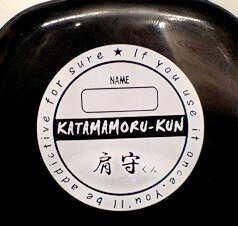 If you use it once, You'll be addictive for sure ★
NAME
KATAMAMORU-KUN
肩守くん